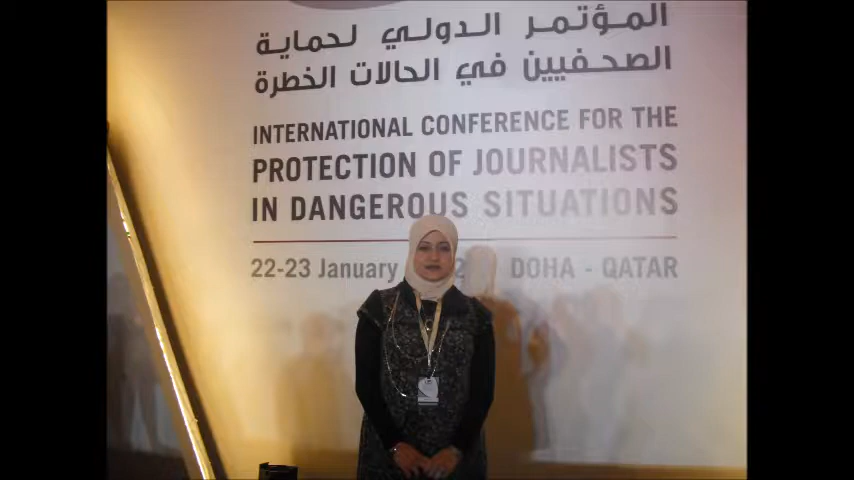 المؤتمر الدولي لحماية
الصحفيين في الحالات الخطرة
INTERNATIONAL CONFERENCE FOR THE
PROTECTION OF JOURNALISTS
IN DANGEROUS SITUATIONS
22-23 January DOHA - QATAR